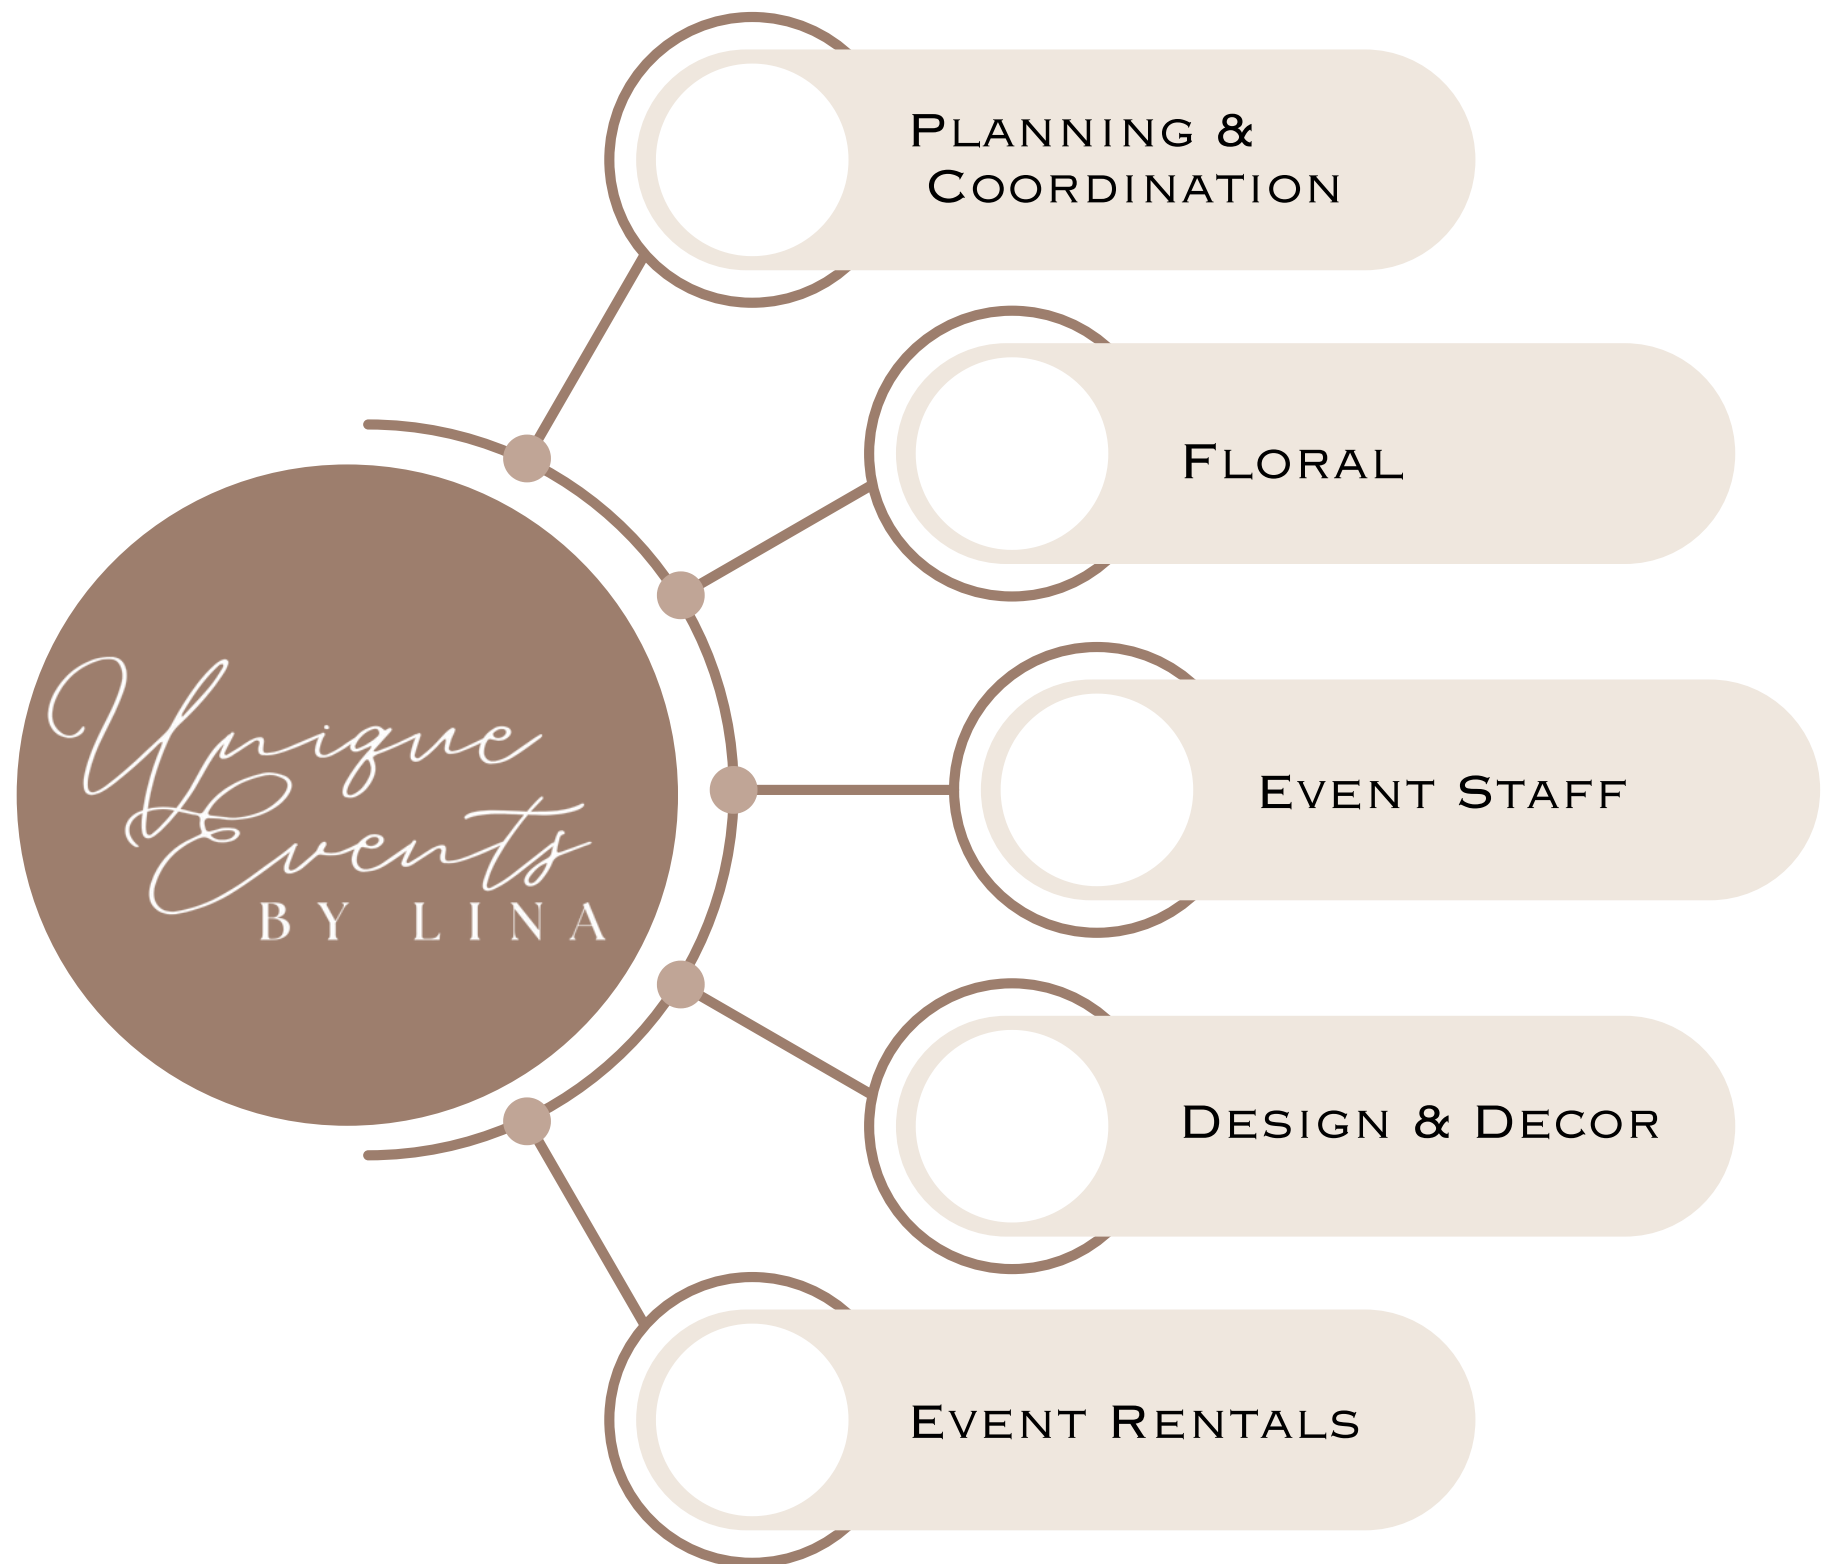 Planning &
Coordination
Floral
Unique
Events
BY LINA
Event Staff
Design & Decor
Event Rentals